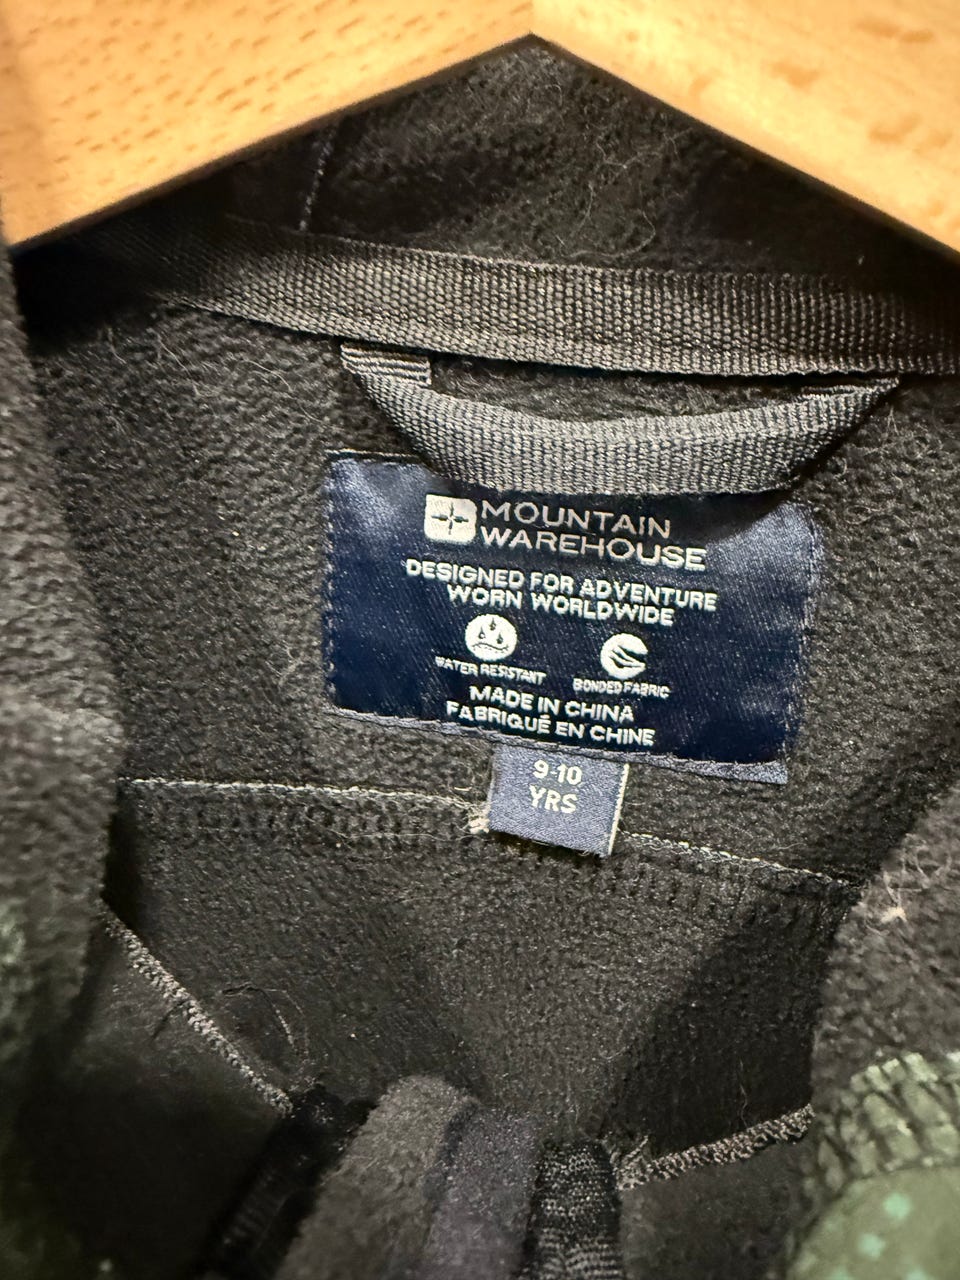 MOUNTAIN
WAREHOUSE
DESIGNED FOR ADVENTURE
WORN WORLDWIDE
WATER RESISTANT
BONDED FABRIC
MADE IN CHINA
FABRIQUÉ EN CHINE
9-10
YRS